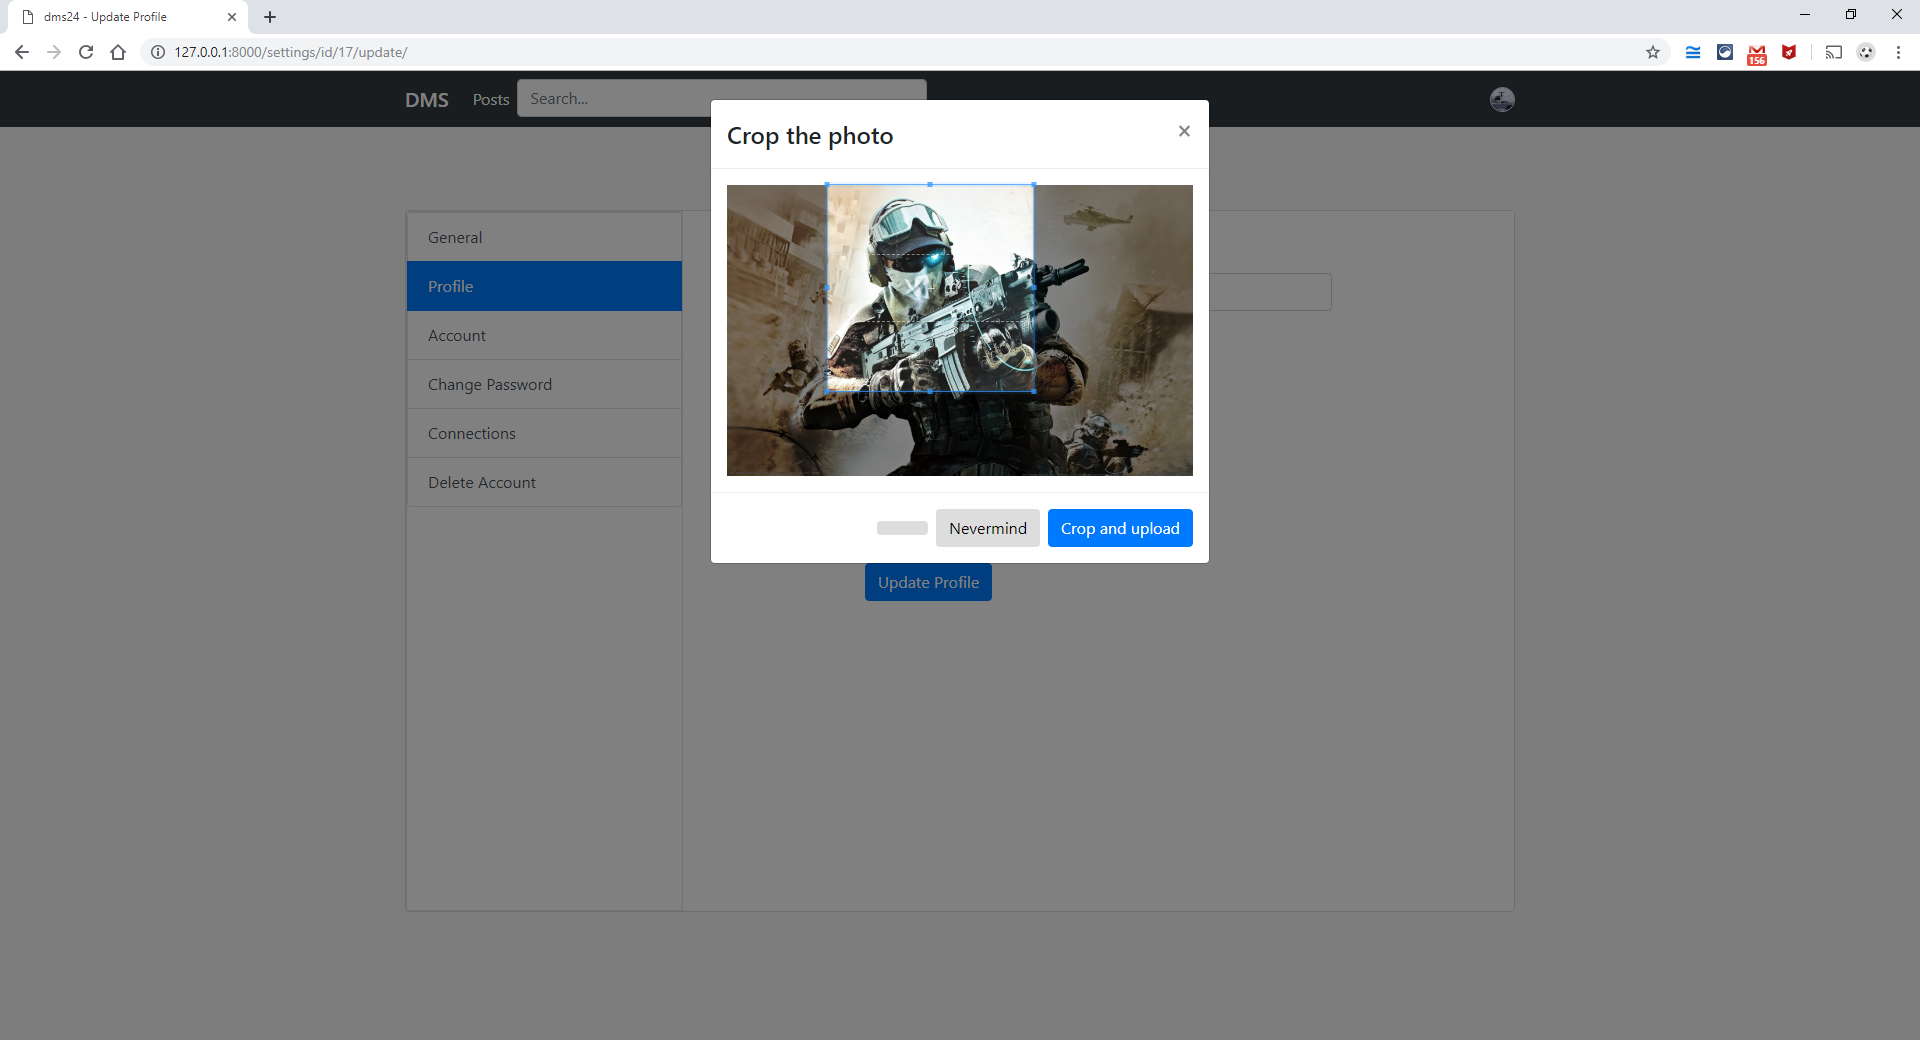 dms24 - Update Profile
127.0.0.1:8000/settings/id/17/update/
156
DMS Posts Search...
Crop the photo
×
General
Profile
Account
Change Password
Connections
Delete Account
Nevermind Crop and upload
Update Profile